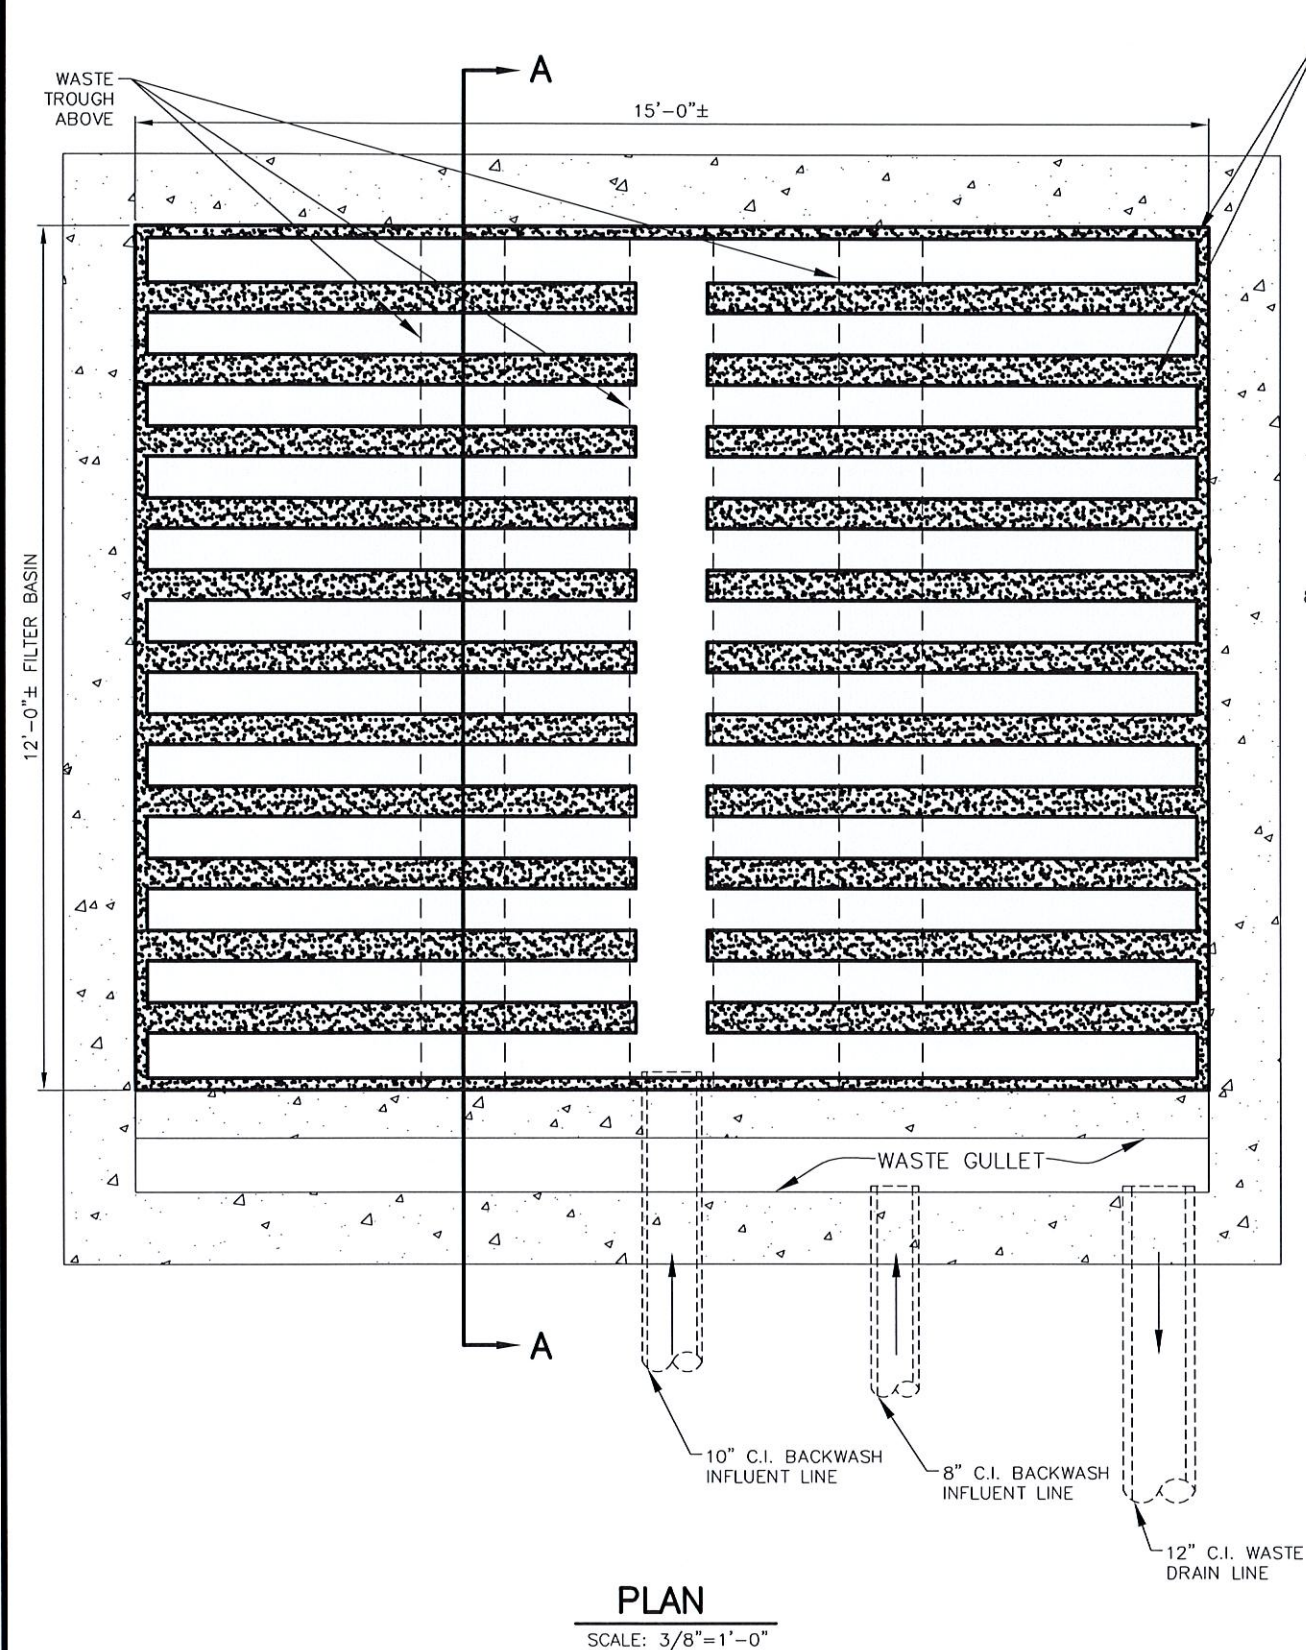 WASTE
TROUGH
ABOVE
A
15'-0"±
12'-0"± FILTER BASIN
WASTE GULLET
A
10" C.I. BACKWASH
INFLUENT LINE
8" C.I. BACKWASH
INFLUENT LINE
12" C.I. WASTE
DRAIN LINE
PLAN
SCALE: 3/8"=1'-0"